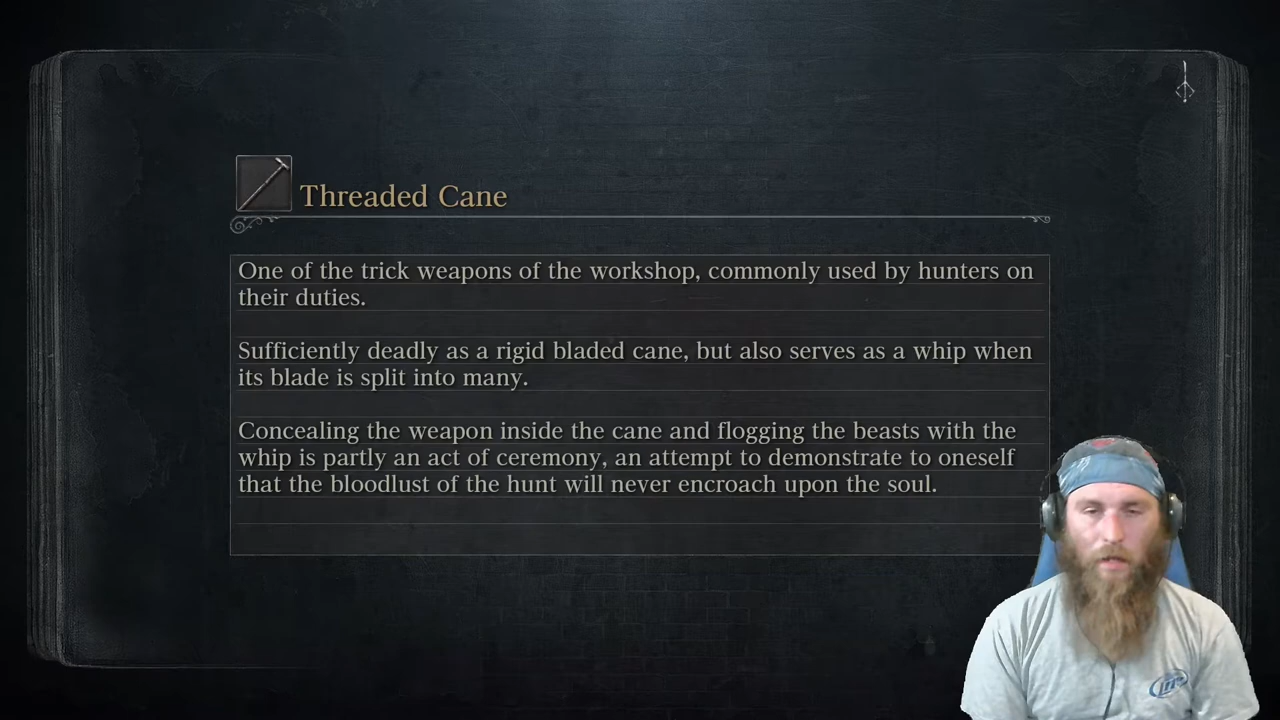 Threaded Cane
One of the trick weapons of the workshop, commonly used by hunters on
their duties.
Sufficiently deadly as a rigid bladed cane, but also serves as a whip when
its blade is split into many.
Concealing the weapon inside the cane and flogging the beasts with the
whip is partly an act of ceremony, an attempt to demonstrate to oneself
that the bloodlust of the hunt will never encroach upon the soul.
Lite